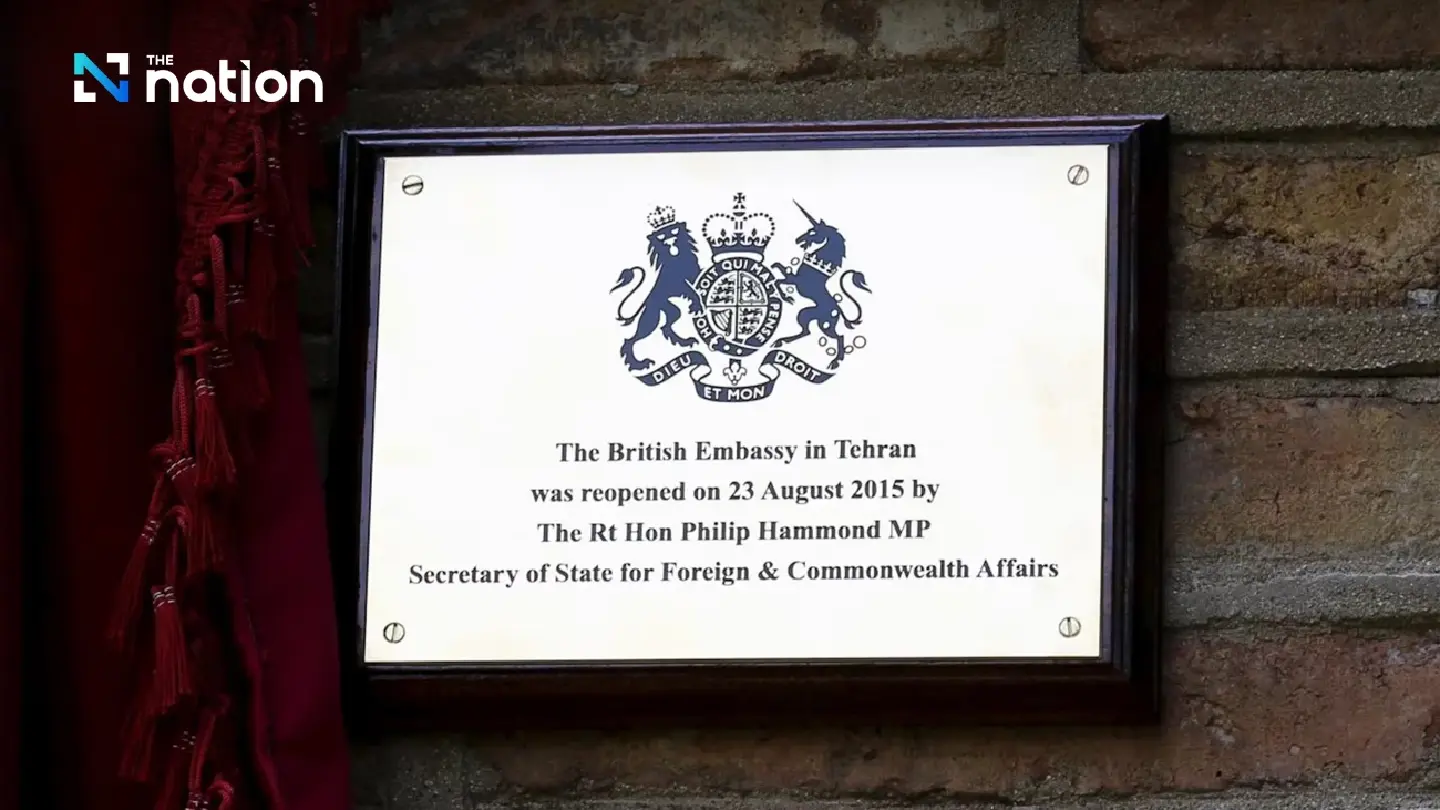 THE
nation
HONI SOIT QUI MAL Y PENSE
DIEU ET MON DROIT
The British Embassy in Tehran
was reopened on 23 August 2015 by
The Rt Hon Philip Hammond MP
Secretary of State for Foreign & Commonwealth Affairs